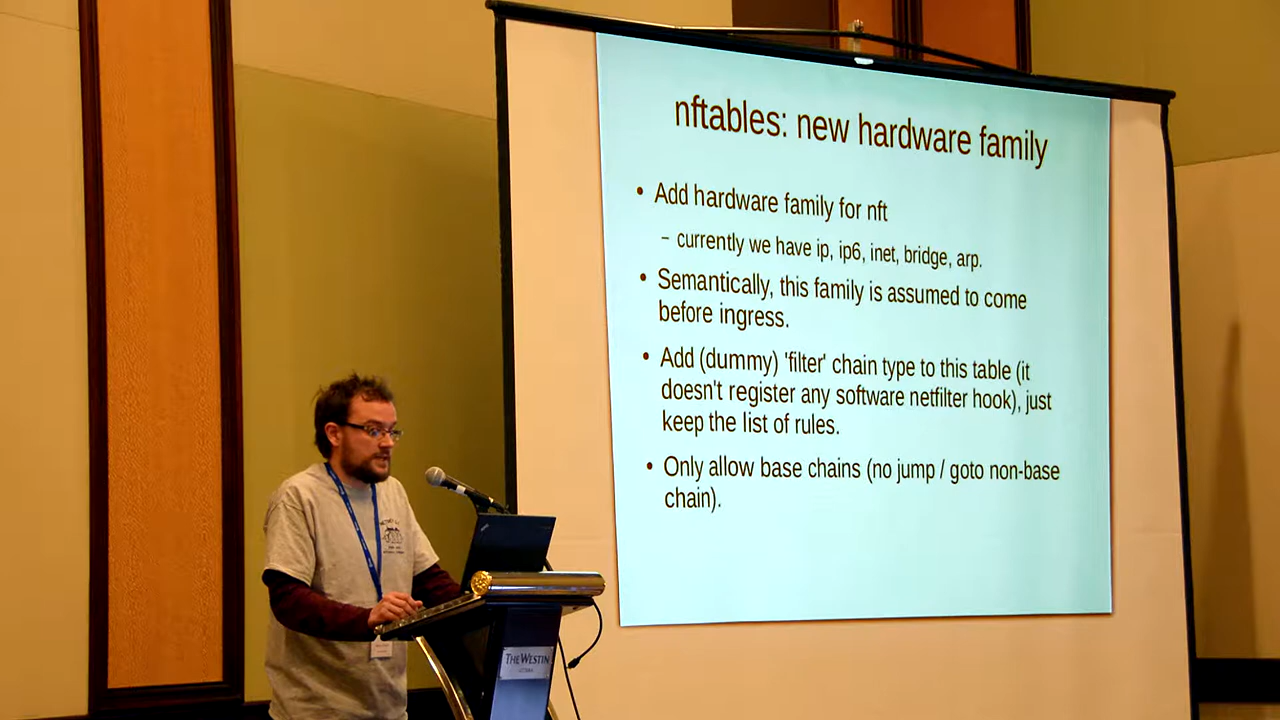 nftables: new hardware family
• Add hardware family for nft
– currently we have ip, ip6, inet, bridge, arp.
• Semantically, this family is assumed to come
before ingress.
• Add (dummy) 'filter' chain type to this table (it
doesn't register any software netfilter hook), just
keep the list of rules.
• Only allow base chains (no jump / goto non-base
chain).
THE WESTIN